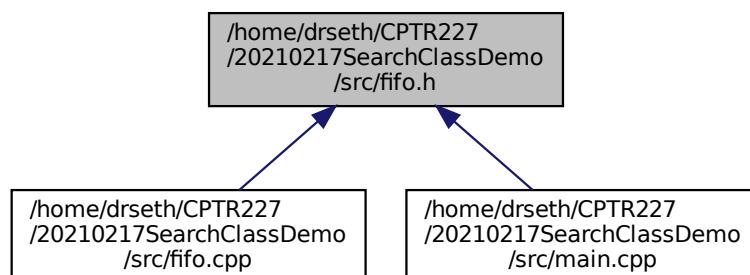 /home/drseth/CPTR227
/20210217SearchClassDemo
/src/fifo.h
/home/drseth/CPTR227
/20210217SearchClassDemo
/src/fifo.cpp
/home/drseth/CPTR227
/20210217SearchClassDemo
/src/main.cpp